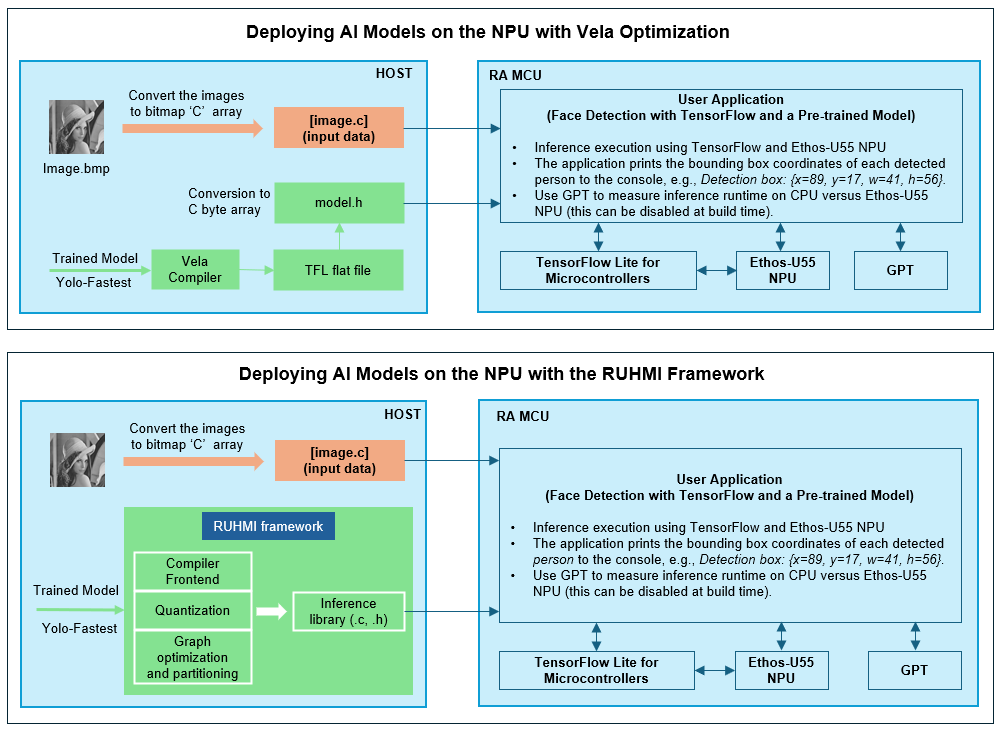 Deploying AI Models on the NPU with Vela Optimization
HOST
Convert the images
to bitmap ‘C’ array
[image.c]
(input data)
Image.bmp
Conversion to
C byte array
model.h
Trained Model
Yolo-Fastest
Vela
Compiler
TFL flat file
RA MCU
User Application
(Face Detection with TensorFlow and a Pre-trained Model)
• Inference execution using TensorFlow and Ethos-U55 NPU
• The application prints the bounding box coordinates of each detected
person to the console, e.g., Detection box: {x=89, y=17, w=41, h=56}.
• Use GPT to measure inference runtime on CPU versus Ethos-U55
NPU (this can be disabled at build time).
TensorFlow Lite for
Microcontrollers
Ethos-U55
NPU
GPT
Deploying AI Models on the NPU with the RUHMI Framework
HOST
Convert the images
to bitmap ‘C’ array
[image.c]
(input data)
RUHMI framework
Compiler
Frontend
Trained Model
Yolo-Fastest
Quantization
Graph
optimization
and partitioning
Inference
library (.c, .h)
RA MCU
User Application
(Face Detection with TensorFlow and a Pre-trained Model)
• Inference execution using TensorFlow and Ethos-U55 NPU
• The application prints the bounding box coordinates of each detected
person to the console, e.g., Detection box: {x=89, y=17, w=41, h=56}.
• Use GPT to measure inference runtime on CPU versus Ethos-U55
NPU (this can be disabled at build time).
TensorFlow Lite for
Microcontrollers
Ethos-U55
NPU
GPT